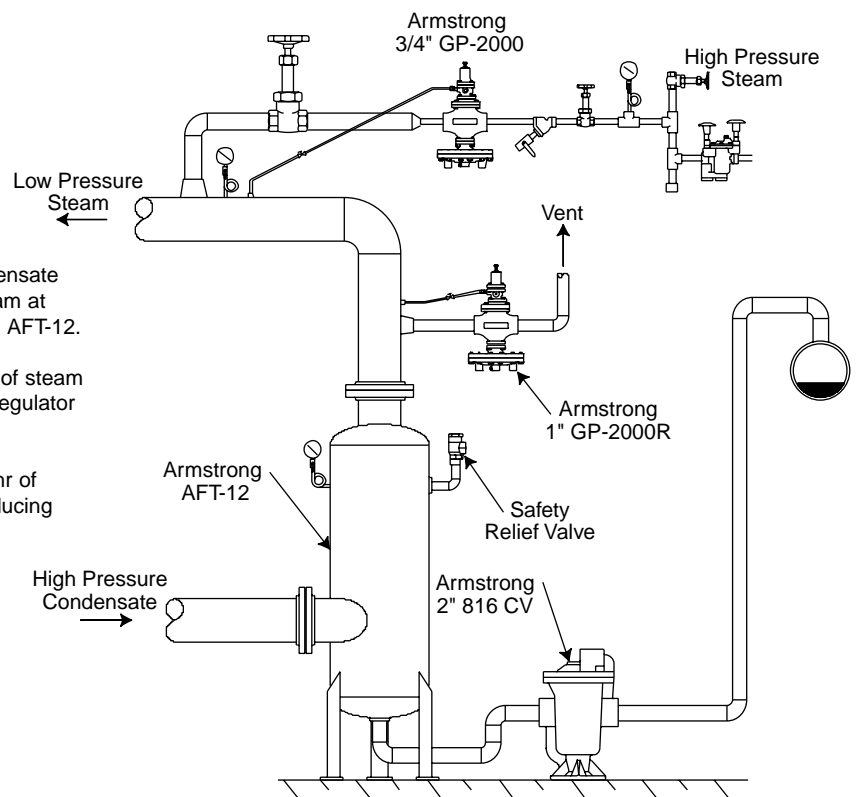 Armstrong
3/4" GP-2000
High Pressure
Steam
Low Pressure
Steam
Vent
ensate
am at
AFT-12.
of steam
egulator
Armstrong
1" GP-2000R
Armstrong
AFT-12
hr of
ducing
Safety
Relief Valve
High Pressure
Condensate
Armstrong
2" 816 CV